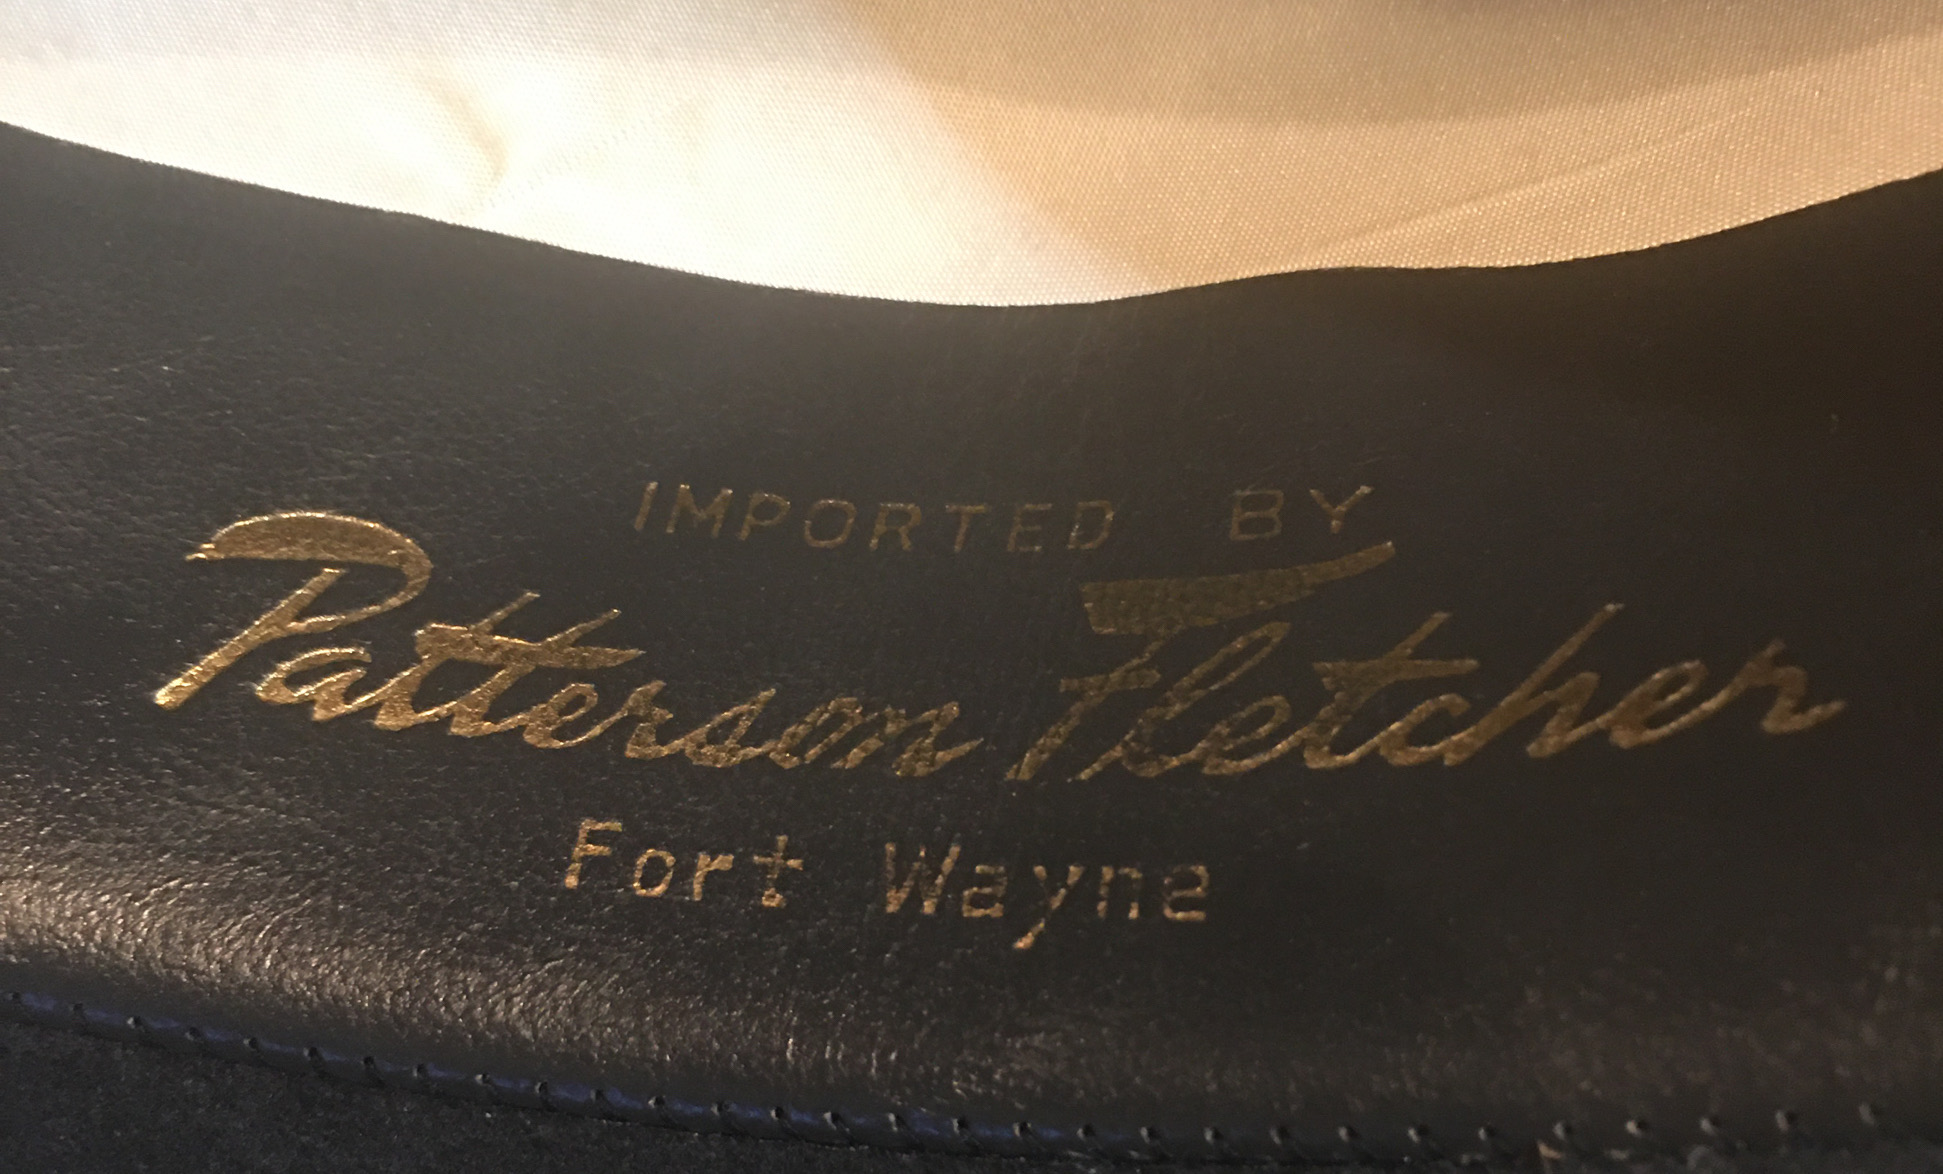 IMPORTED BY
Patterson Fletcher
Fort Wayne